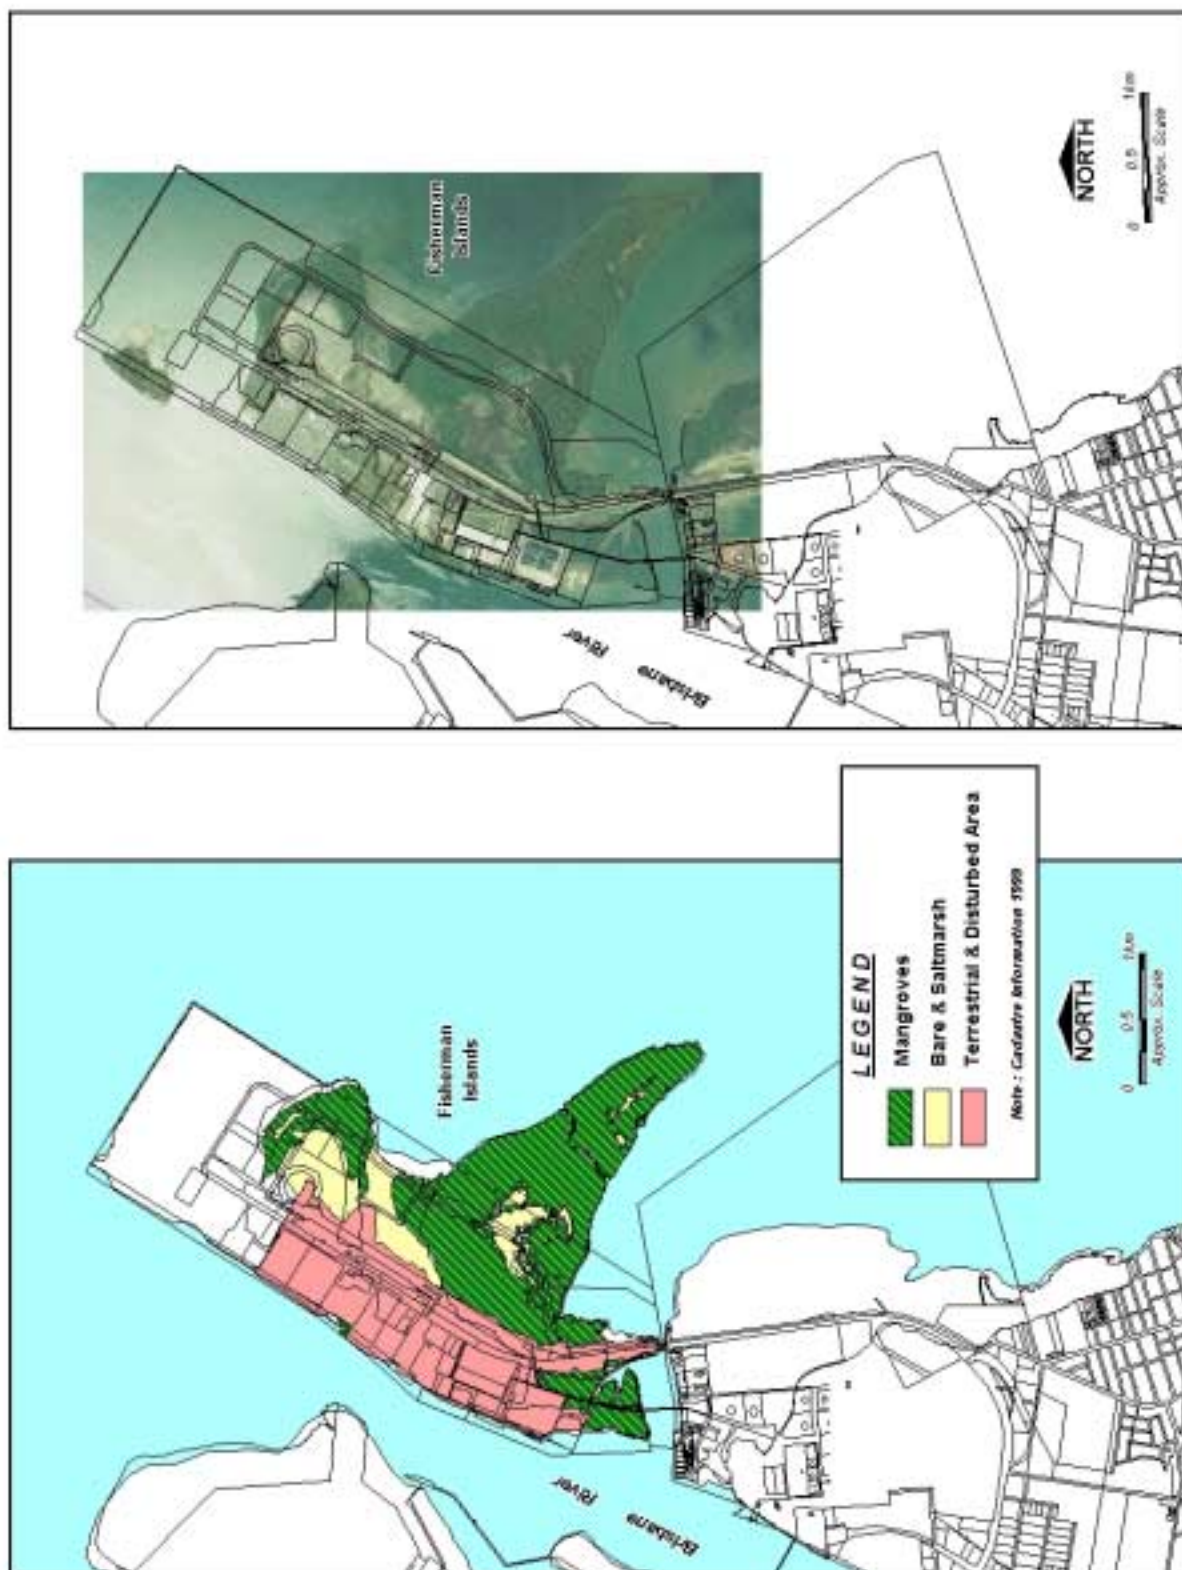 Fisherman
Islands
Brisbane
River
NORTH
0 0.5 1km
Approx. Scale
Fisherman
Islands
Brisbane
River
LEGEND
Mangroves
Bare & Saltmarsh
Terrestrial & Disturbed Area
Note : Cadastre Information 1999
NORTH
0 0.5 1km
Approx. Scale